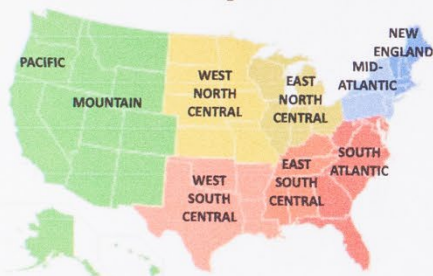 NEW
ENGLAND
PACIFIC
MID-
ATLANTIC
WEST
NORTH
CENTRAL
EAST
NORTH
CENTRAL
MOUNTAIN
SOUTH
ATLANTIC
EAST
SOUTH
CENTRAL
WEST
SOUTH
CENTRAL